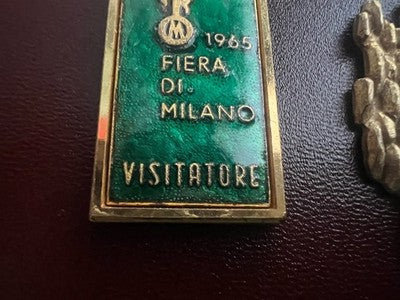 M
1965
FIERA
DI
MILANO
VISITATORE